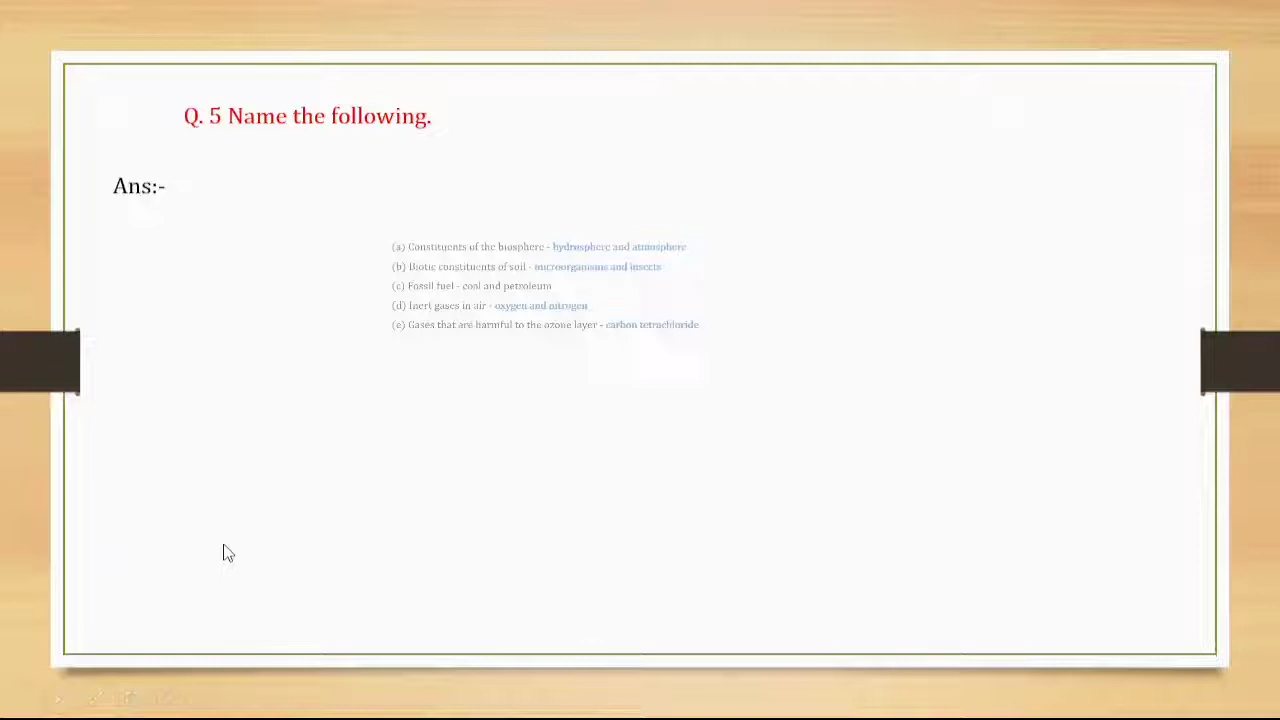 Q. 5 Name the following.
Ans:-
(a) Constituents of the biosphere - hydrosphere and atmosphere
(b) Biotic constituents of soil - microorganisms and insects
(c) Fossil fuel - coal and petroleum
(d) Inert gases in air - oxygen and nitrogen
(e) Gases that are harmful to the ozone layer - carbon tetrachloride